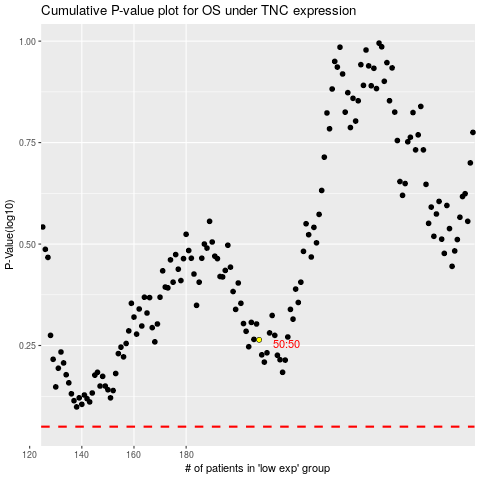 Cumulative P-value plot for OS under TNC expression
1.00
0.75
0.50
0.25
P-Value(log10)
50:50
120 140 160 180
# of patients in 'low exp' group